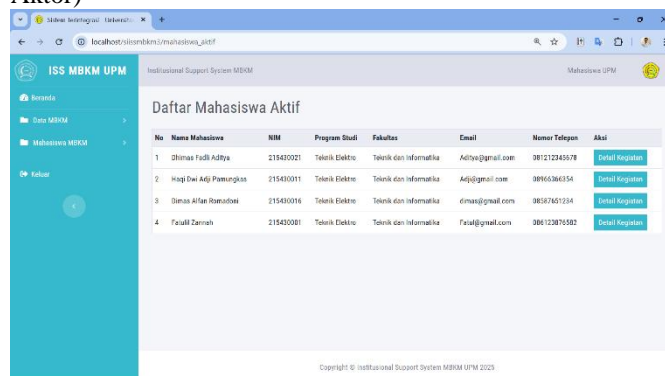 Aktor)
Sistem Terintegrasi Universita
localhost/siissmbkm3/mahasiswa_aktif
ISS MBKM UPM
Institusional Support System MBKM
Mahasiswa UPM
Beranda
Data MBKM
Mahasiswa MBKM
Keluar
Daftar Mahasiswa Aktif
No Nama Mahasiswa NIM Program Studi Fakultas Email Nomor Telepon Aksi
1 Dhimas Fadli Aditya 215430021 Teknik Elektro Teknik dan Informatika Aditya@gmail.com 081212345678 Detail Kegiatan
2 Haqi Dwi Adji Pamungkas 215430011 Teknik Elektro Teknik dan Informatika Adji@gmail.com 08966366354 Detail Kegiatan
3 Dimas Alfan Ramadoni 215430016 Teknik Elektro Teknik dan Informatika dimas@gmail.com 08587651234 Detail Kegiatan
4 Fatulil Zannah 215430001 Teknik Elektro Teknik dan Informatika Fatul@gmail.com 086123876502 Detail Kegiatan
Copyright © Institusional Support System MBKM UPM 2025